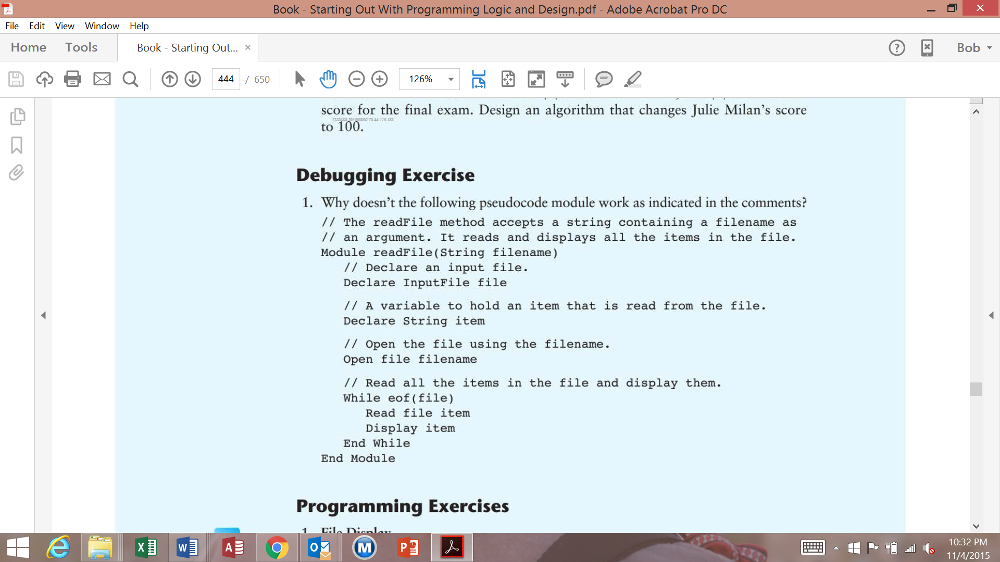 Book - Starting Out With Programming Logic and Design.pdf - Adobe Acrobat Pro DC
File Edit View Window Help
Home Tools Book - Starting Out... × ? Bob
444 / 650 126%
score for the final exam. Design an algorithm that changes Julie Milan’s score
to 100.
Debugging Exercise
1. Why doesn’t the following pseudocode module work as indicated in the comments?
// The readFile method accepts a string containing a filename as
// an argument. It reads and displays all the items in the file.
Module readFile(String filename)
// Declare an input file.
Declare InputFile file
// A variable to hold an item that is read from the file.
Declare String item
// Open the file using the filename.
Open file filename
// Read all the items in the file and display them.
While eof(file)
Read file item
Display item
End While
End Module
Programming Exercises
1. File Display
10:32 PM
11/4/2015